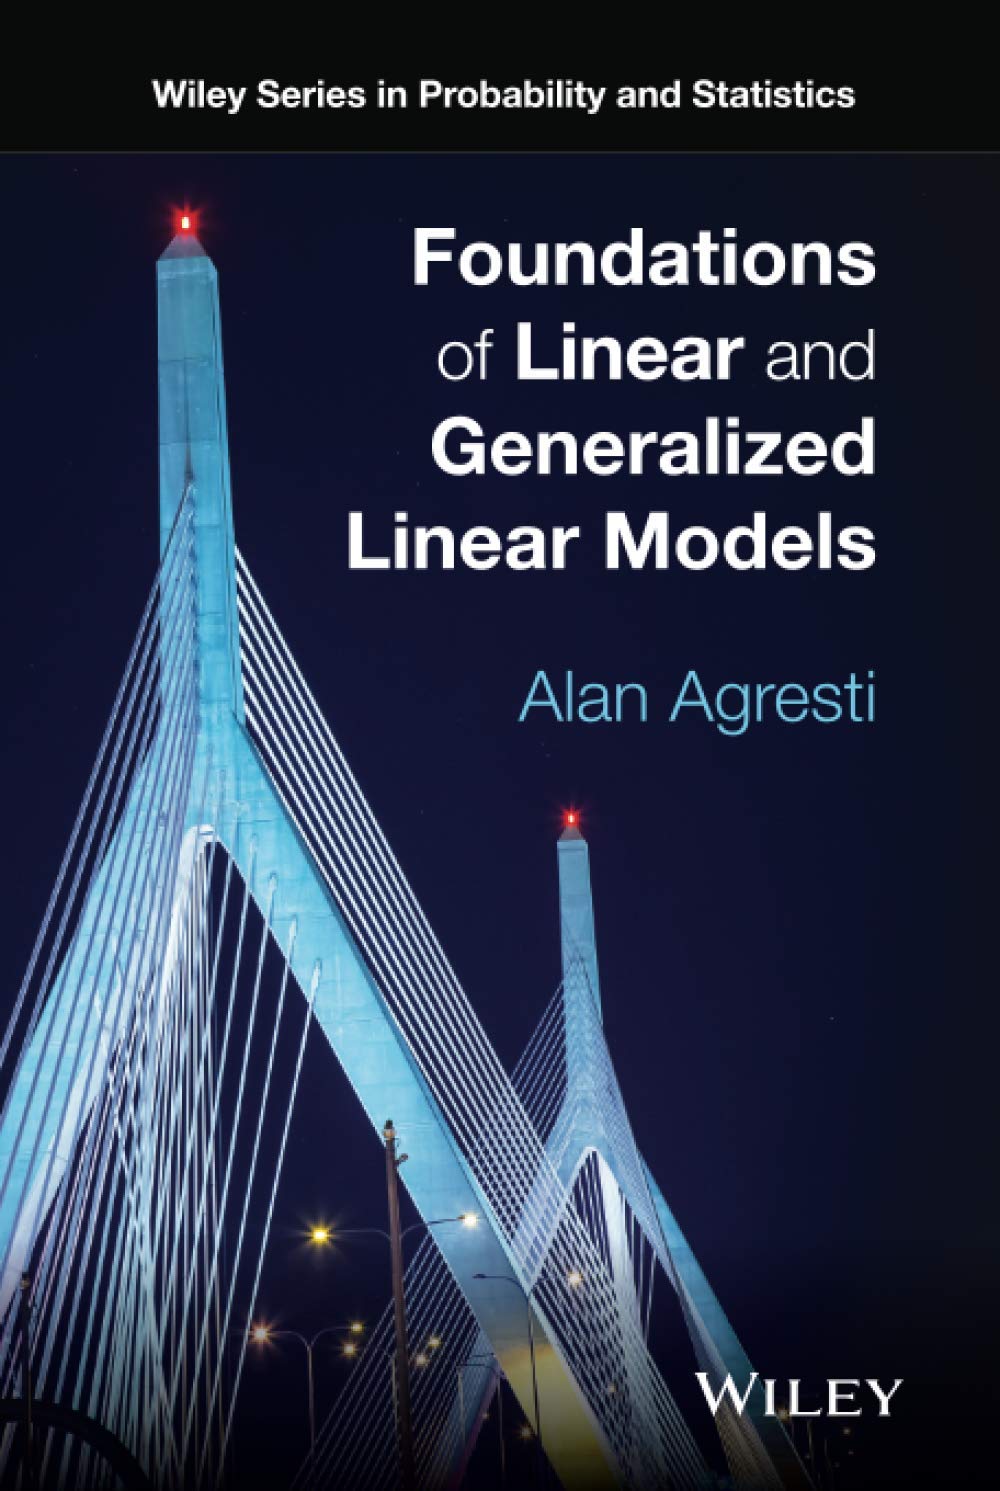 Wiley Series in Probability and Statistics
Foundations
of Linear and
Generalized
Linear Models
Alan Agresti
WILEY